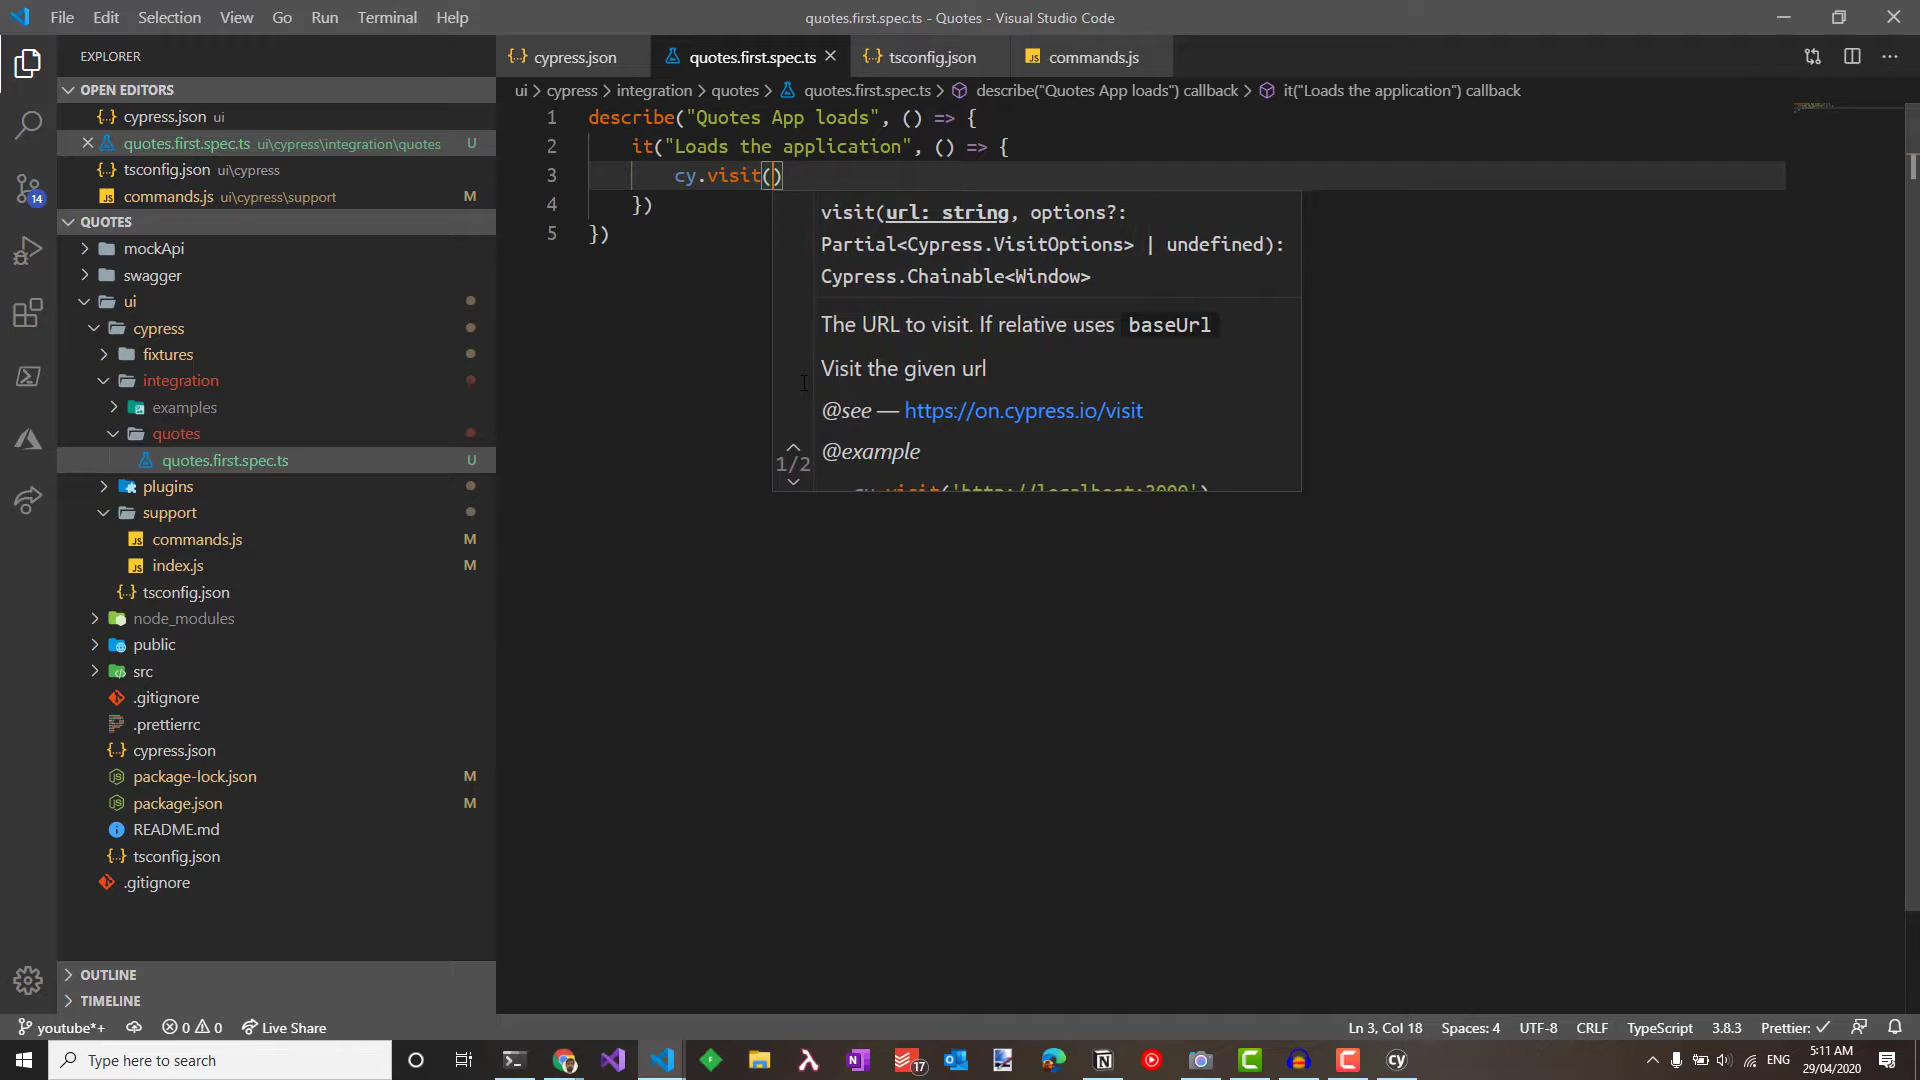 File Edit Selection View Go Run Terminal Help
quotes.first.spec.ts - Quotes - Visual Studio Code
EXPLORER
OPEN EDITORS
cypress.json ui
quotes.first.spec.ts ui\cypress\integration\quotes U
tsconfig.json ui\cypress
commands.js ui\cypress\support M
QUOTES
mockApi
swagger
ui
cypress
fixtures
integration
examples
quotes
quotes.first.spec.ts U
plugins
support
commands.js M
index.js M
tsconfig.json
node_modules
public
src
.gitignore
.prettierrc
cypress.json
package-lock.json M
package.json M
README.md
tsconfig.json
.gitignore
OUTLINE
TIMELINE
14
cypress.json quotes.first.spec.ts tsconfig.json commands.js
ui > cypress > integration > quotes > quotes.first.spec.ts > describe("Quotes App loads") callback > it("Loads the application") callback
1 describe("Quotes App loads", () => {
2 it("Loads the application", () => {
3 cy.visit()
4 })
5 })
visit(url: string, options?:
Partial<Cypress.VisitOptions> | undefined):
Cypress.Chainable<Window>
The URL to visit. If relative uses baseUrl
Visit the given url
@see — https://on.cypress.io/visit
@example
1/2
cy.visit('http://localhost:3000')
youtube*+ 0 0 Live Share
Ln 3, Col 18 Spaces: 4 UTF-8 CRLF TypeScript 3.8.3 Prettier: ✓
Type here to search
17
cy
ENG
5:11 AM
29/04/2020